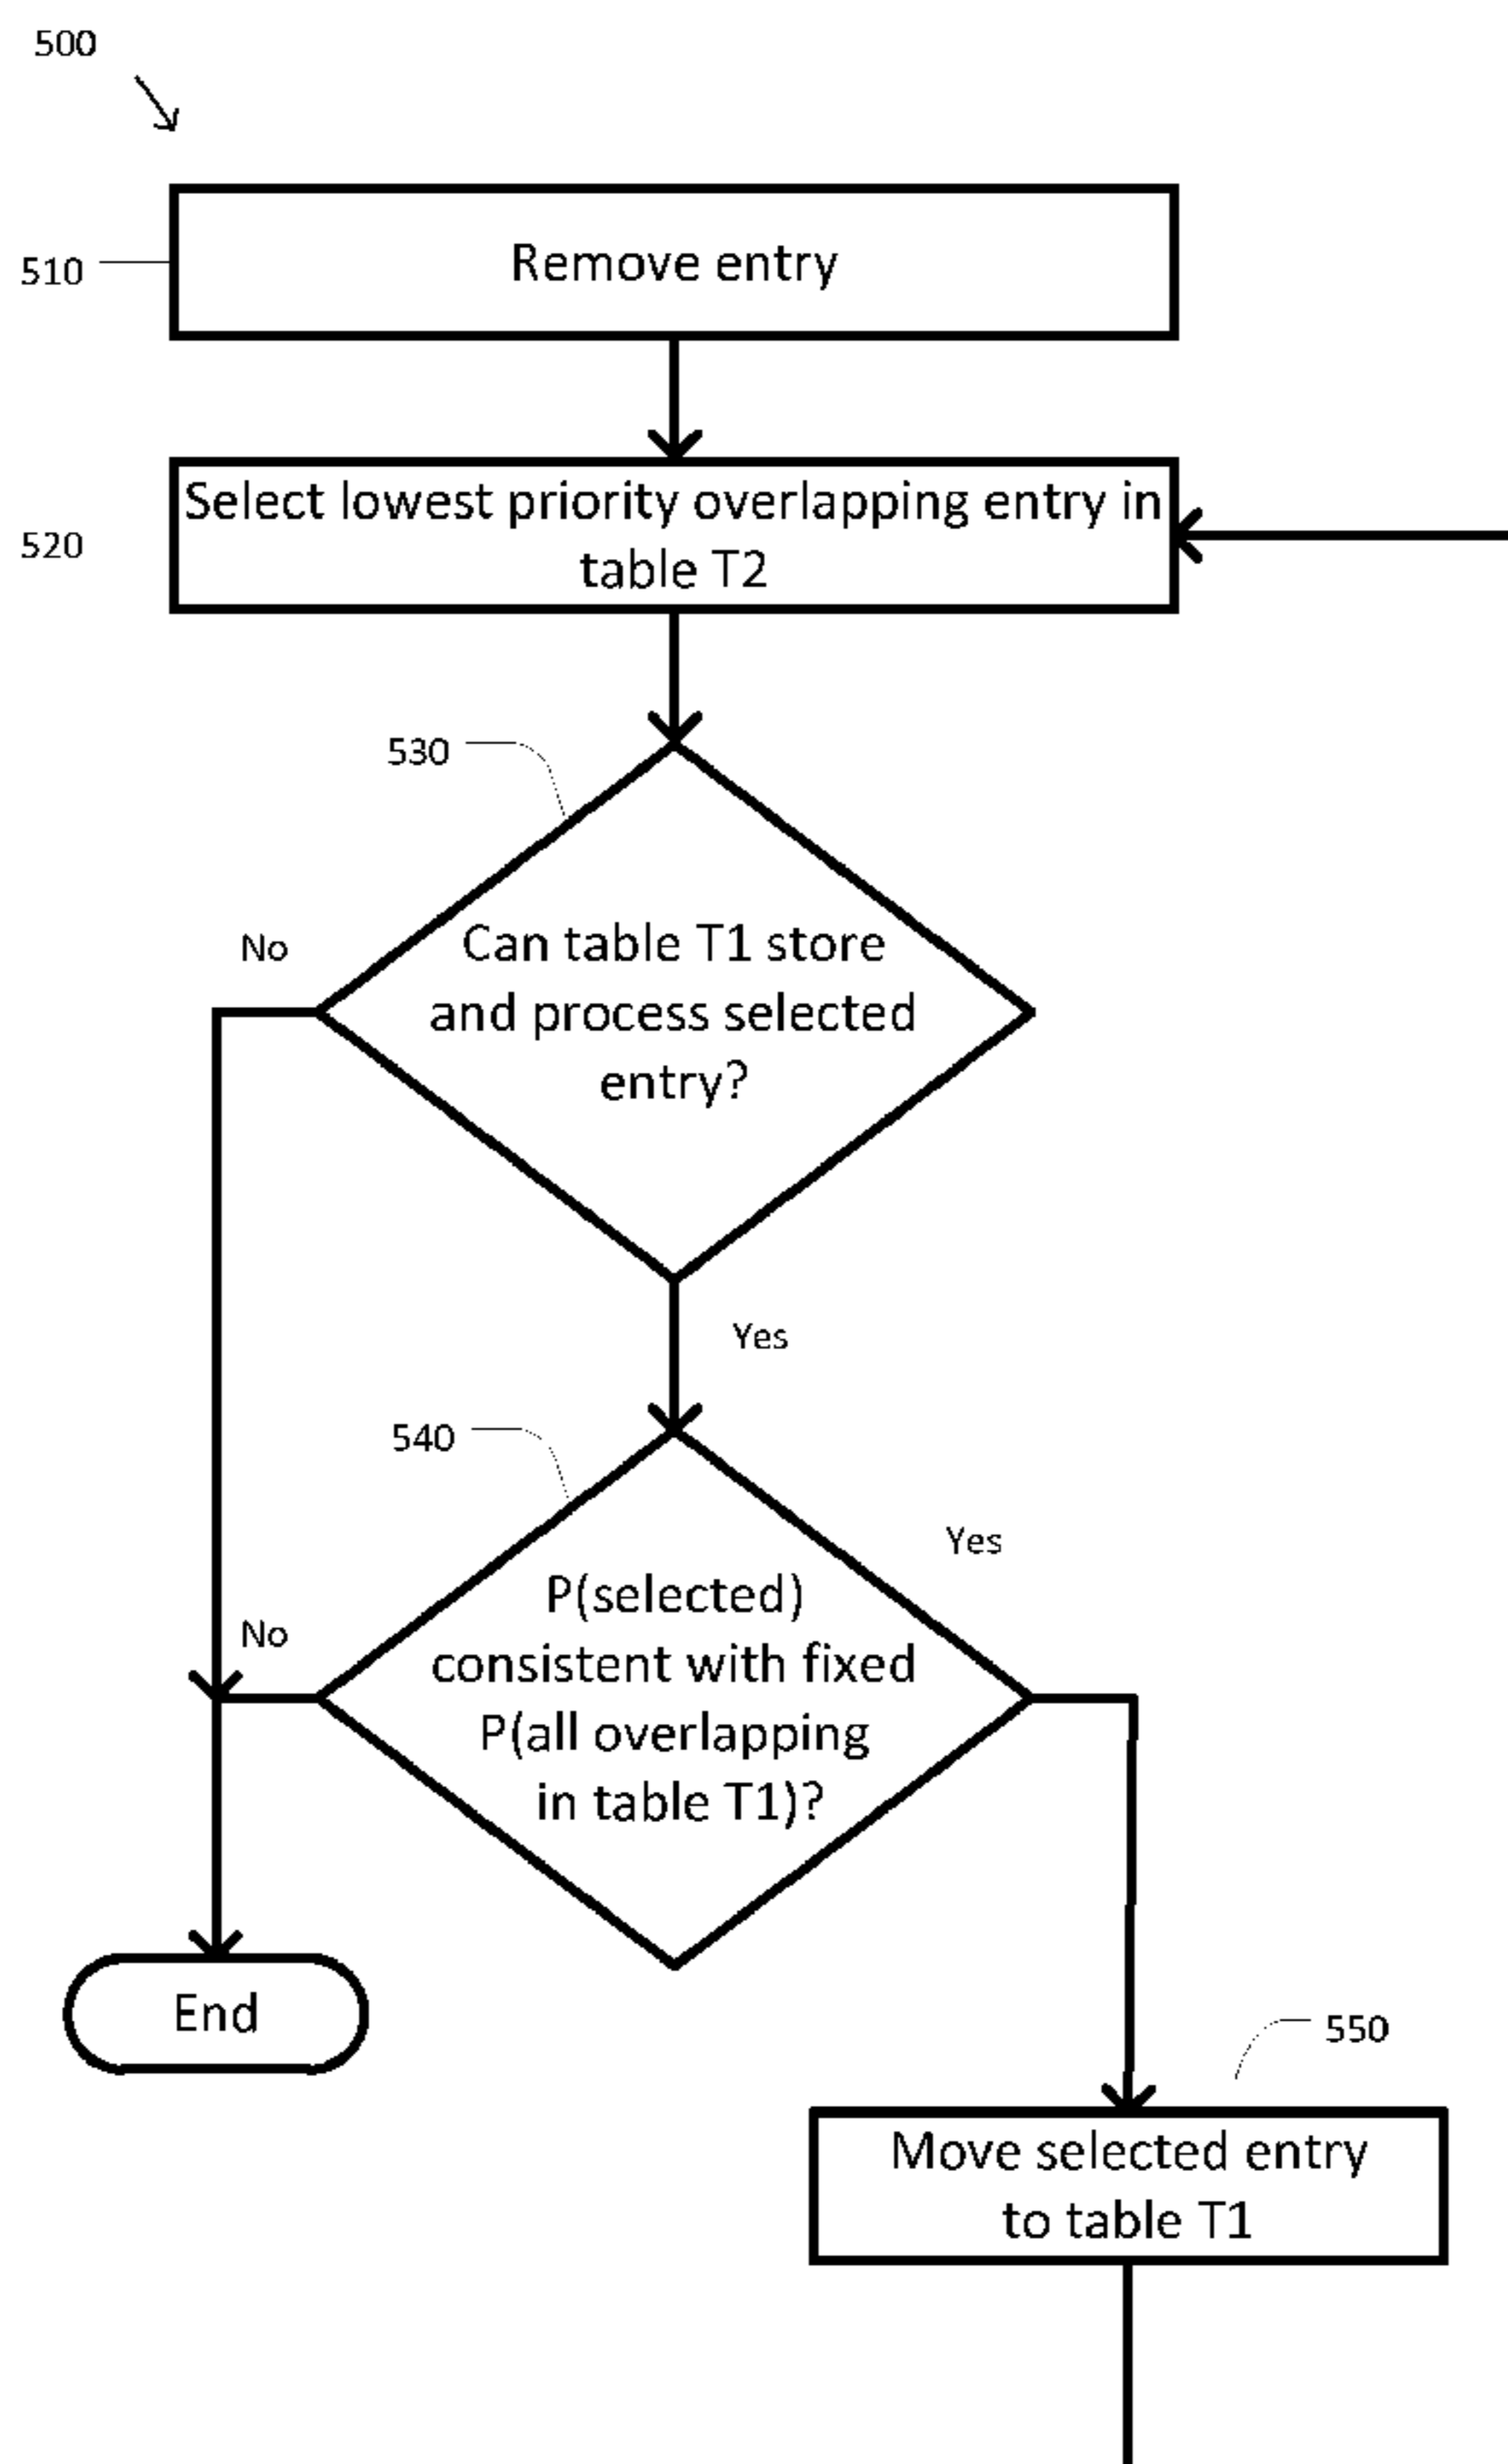 500
510
Remove entry
520
Select lowest priority overlapping entry in
table T2
530
No
Can table T1 store
and process selected
entry?
Yes
540
Yes
No
P(selected)
consistent with fixed
P(all overlapping
in table T1)?
End
550
Move selected entry
to table T1